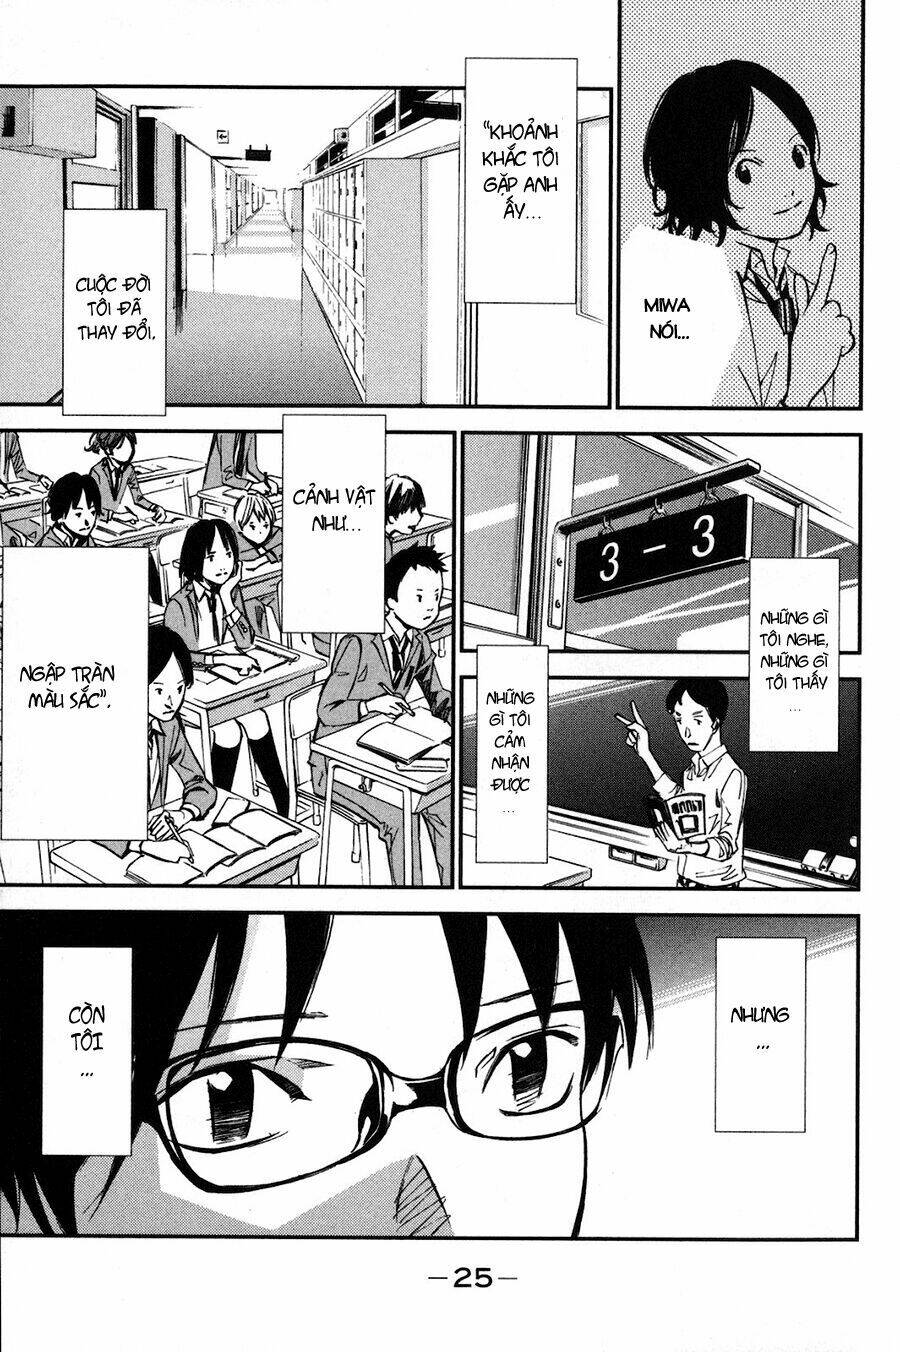 MIWA
NÓI...
"KHOẢNH
KHẮC TÔI
GẶP ANH
ẤY...
CUỘC ĐỜI
TÔI ĐÃ
THAY ĐỔI.
3-3
NHỮNG GÌ
TÔI NGHE,
NHỮNG GÌ
TÔI THẤY
...
NHỮNG
GÌ TÔI
CẢM
NHẬN ĐƯỢC
...
CẢNH VẬT
NHƯ...
NGẬP TRÀN
MÀU SẮC".
NHƯNG
...
CÒN
TÔI
...
-25-